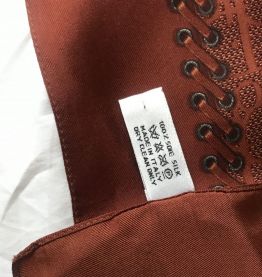 100% SOIE SILK
MADE IN ITALY
DRY CLEAN ONLY